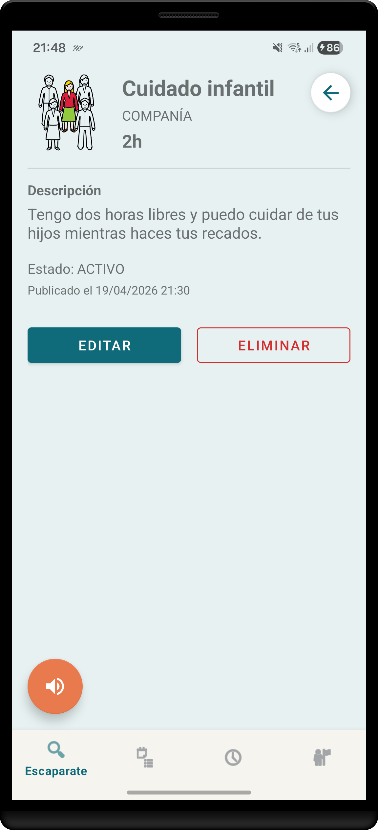 21:48
86
Cuidado infantil
COMPANÍA
2h
Descripción
Tengo dos horas libres y puedo cuidar de tus
hijos mientras haces tus recados.
Estado: ACTIVO
Publicado el 19/04/2026 21:30
EDITAR
ELIMINAR
Escaparate